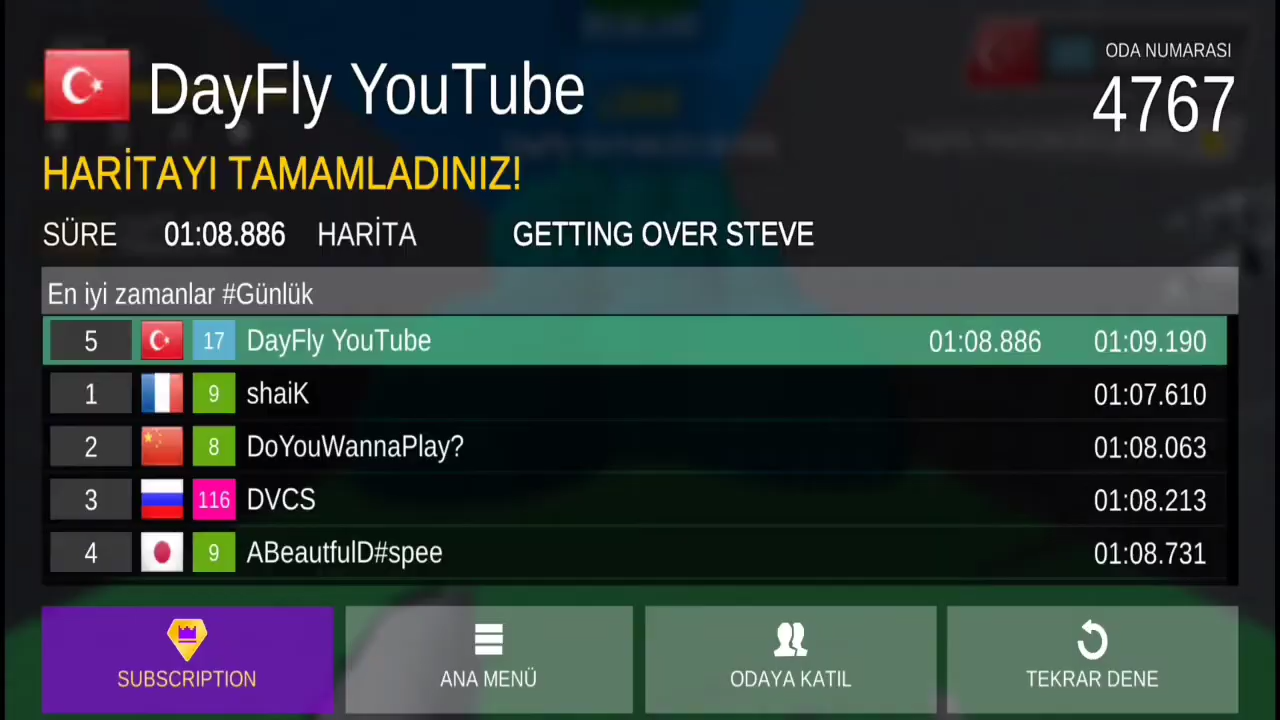 DayFly YouTube
ODA NUMARASI
4767
HARİTAYI TAMAMLADINIZ!
SÜRE 01:08.886 HARİTA GETTING OVER STEVE
En iyi zamanlar #Günlük
5 17 DayFly YouTube 01:08.886 01:09.190
1 9 shaiK 01:07.610
2 8 DoYouWannaPlay? 01:08.063
3 116 DVCS 01:08.213
4 9 ABeautfulD#spee 01:08.731
SUBSCRIPTION
ANA MENÜ
ODAYA KATIL
TEKRAR DENE